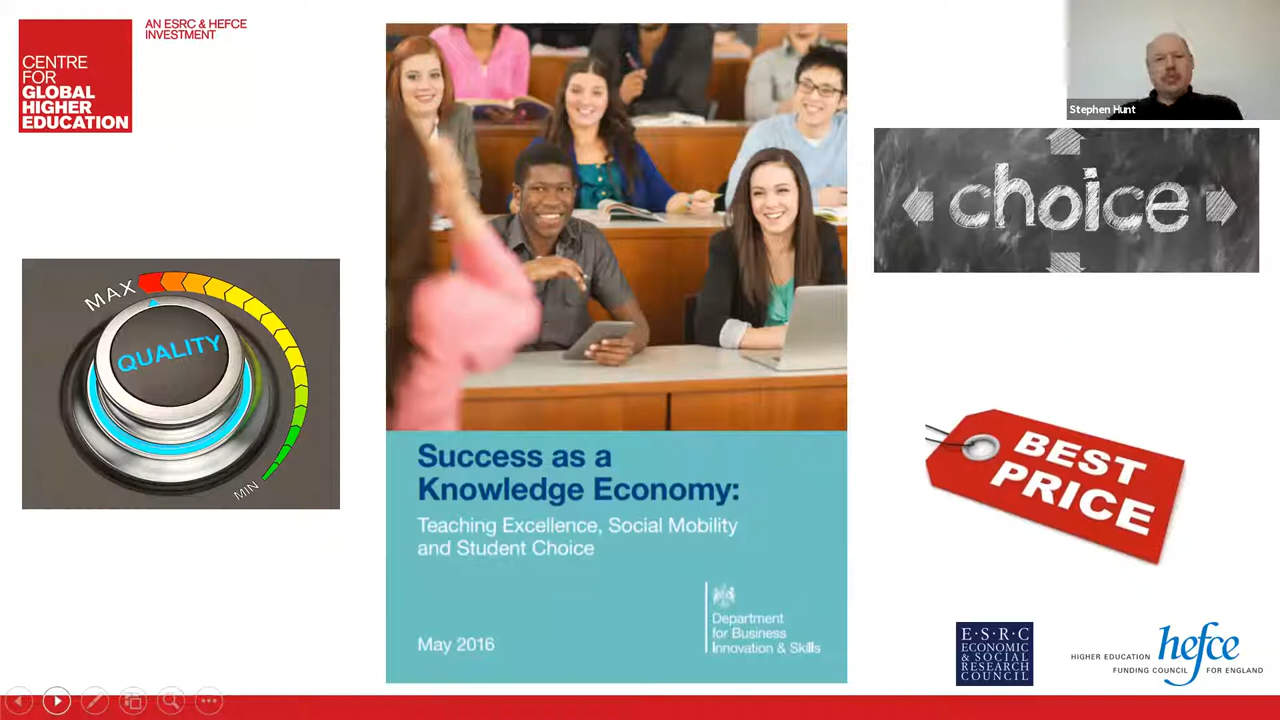 AN ESRC & HEFCE
INVESTMENT
CENTRE
FOR
GLOBAL
HIGHER
EDUCATION
Stephen Hunt
choice
MAX
QUALITY
MIN
BEST
PRICE
Success as a
Knowledge Economy:
Teaching Excellence, Social Mobility
and Student Choice
May 2016
Department
for Business
Innovation & Skills
E·S·R·C
ECONOMIC
& SOCIAL
RESEARCH
COUNCIL
HIGHER EDUCATION hefce
FUNDING COUNCIL FOR ENGLAND